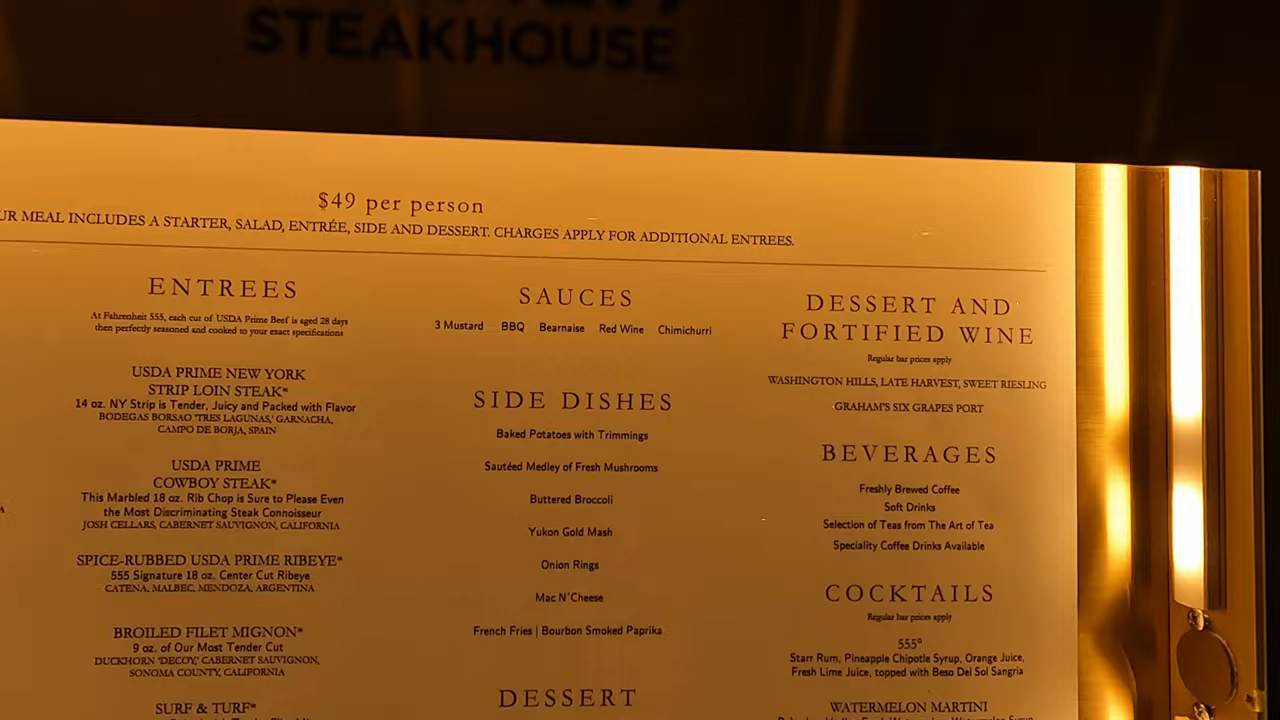 STEAKHOUSE
$49 per person
UR MEAL INCLUDES A STARTER, SALAD, ENTRÉE, SIDE AND DESSERT. CHARGES APPLY FOR ADDITIONAL ENTREES.
ENTREES
At Fahrenheit 555, each cut of USDA Prime Beef is aged 28 days
then perfectly seasoned and cooked to your exact specifications
USDA PRIME NEW YORK
STRIP LOIN STEAK*
14 oz. NY Strip is Tender, Juicy and Packed with Flavor
BODEGAS BORSAO 'TRES LAGUNAS,' GARNACHA,
CAMPO DE BORJA, SPAIN
USDA PRIME
COWBOY STEAK*
This Marbled 18 oz. Rib Chop is Sure to Please Even
the Most Discriminating Steak Connoisseur
JOSH CELLARS, CABERNET SAUVIGNON, CALIFORNIA
SPICE-RUBBED USDA PRIME RIBEYE*
555 Signature 18 oz. Center Cut Ribeye
CATENA, MALBEC, MENDOZA, ARGENTINA
BROILED FILET MIGNON*
9 oz. of Our Most Tender Cut
DUCKHORN 'DECOY,' CABERNET SAUVIGNON,
SONOMA COUNTY, CALIFORNIA
SURF & TURF*
SAUCES
3 Mustard BBQ Bearnaise Red Wine Chimichurri
SIDE DISHES
Baked Potatoes with Trimmings
Sautéed Medley of Fresh Mushrooms
Buttered Broccoli
Yukon Gold Mash
Onion Rings
Mac N'Cheese
French Fries | Bourbon Smoked Paprika
DESSERT
DESSERT AND
FORTIFIED WINE
Regular bar prices apply
WASHINGTON HILLS, LATE HARVEST, SWEET RIESLING
GRAHAM'S SIX GRAPES PORT
BEVERAGES
Freshly Brewed Coffee
Soft Drinks
Selection of Teas from The Art of Tea
Speciality Coffee Drinks Available
COCKTAILS
Regular bar prices apply
555°
Starr Rum, Pineapple Chipotle Syrup, Orange Juice,
Fresh Lime Juice, topped with Beso Del Sol Sangria
WATERMELON MARTINI